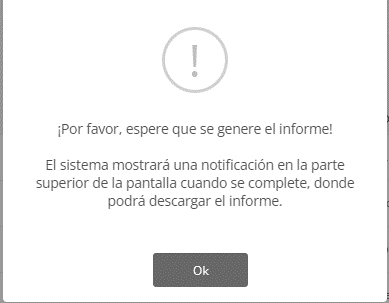 !
¡Por favor, espere que se genere el informe!
El sistema mostrará una notificación en la parte
superior de la pantalla cuando se complete, donde
podrá descargar el informe.
Ok